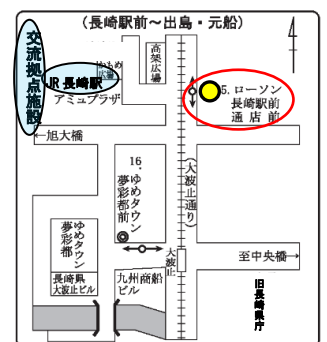 (長崎駅前～出島・元船)
交流拠点施設
かもめ
広場
JR 長崎駅
アミュプラザ
高架広場
5. ローソン
長崎駅前
通店前
←旭大橋
16. ゆめタウン
夢彩都前
(大波止通り)
ゆめタウン
夢彩都
大波止
至中央橋→
長崎県
大波止ビル
九州商船
ビル
旧長崎県庁